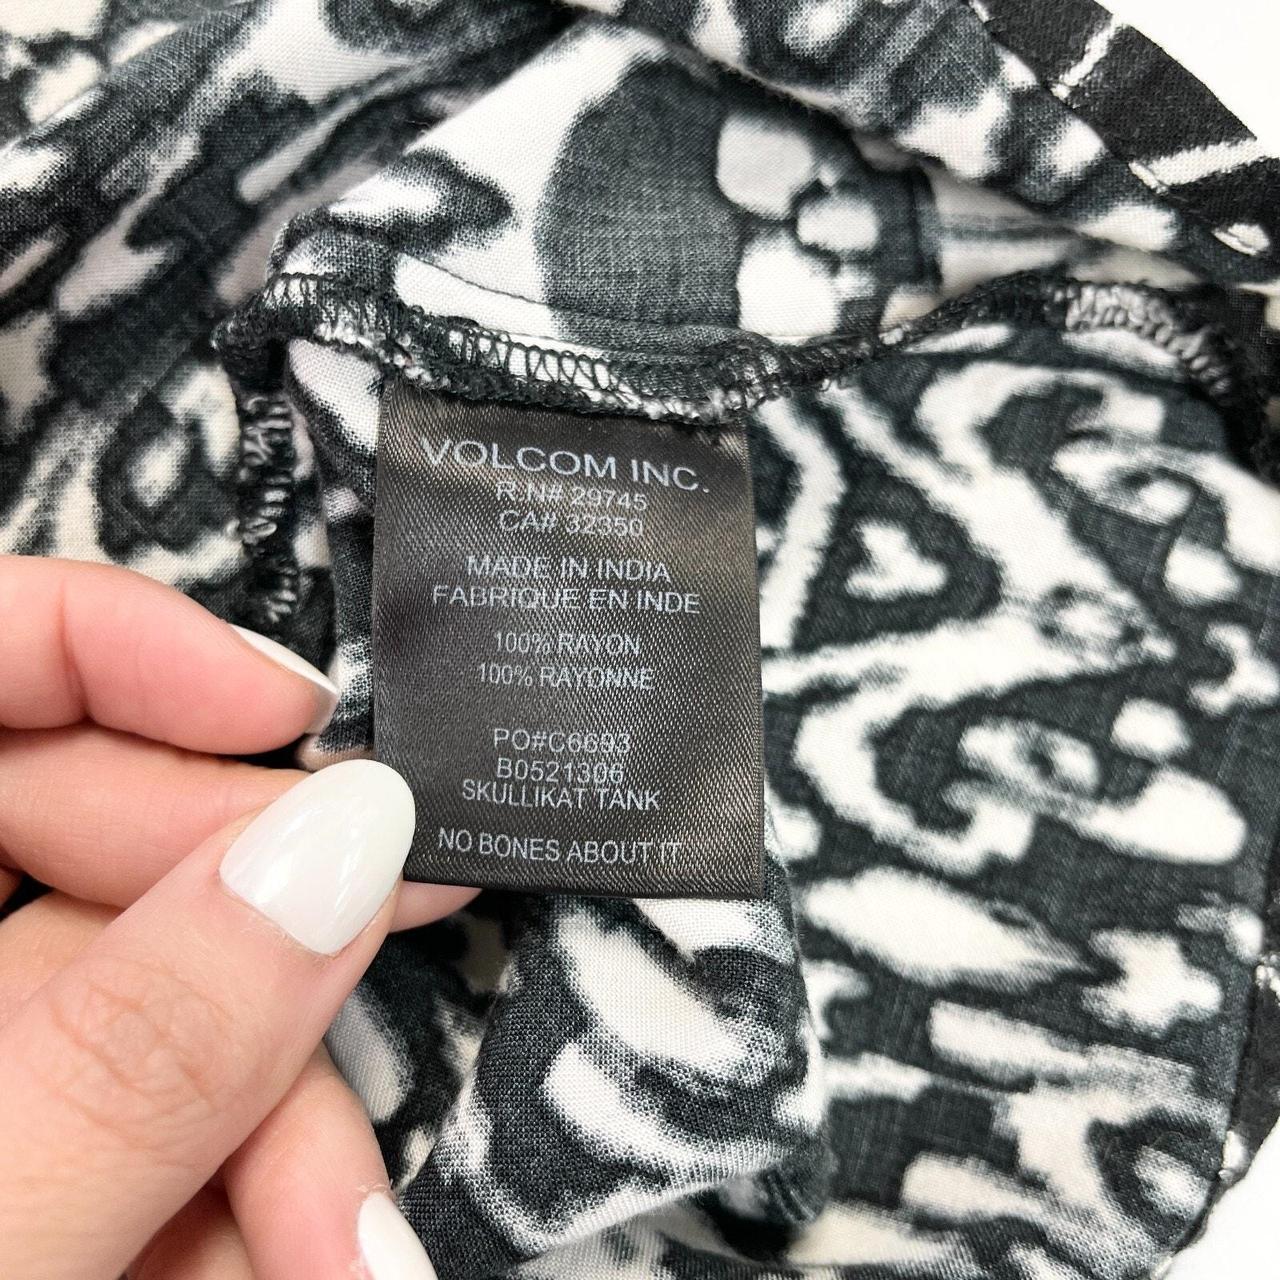 VOLCOM INC.
R.N# 29745
CA# 32350
MADE IN INDIA
FABRIQUE EN INDE
100% RAYON
100% RAYONNE
PO#C6693
B0521306
SKULLIKAT TANK
NO BONES ABOUT IT